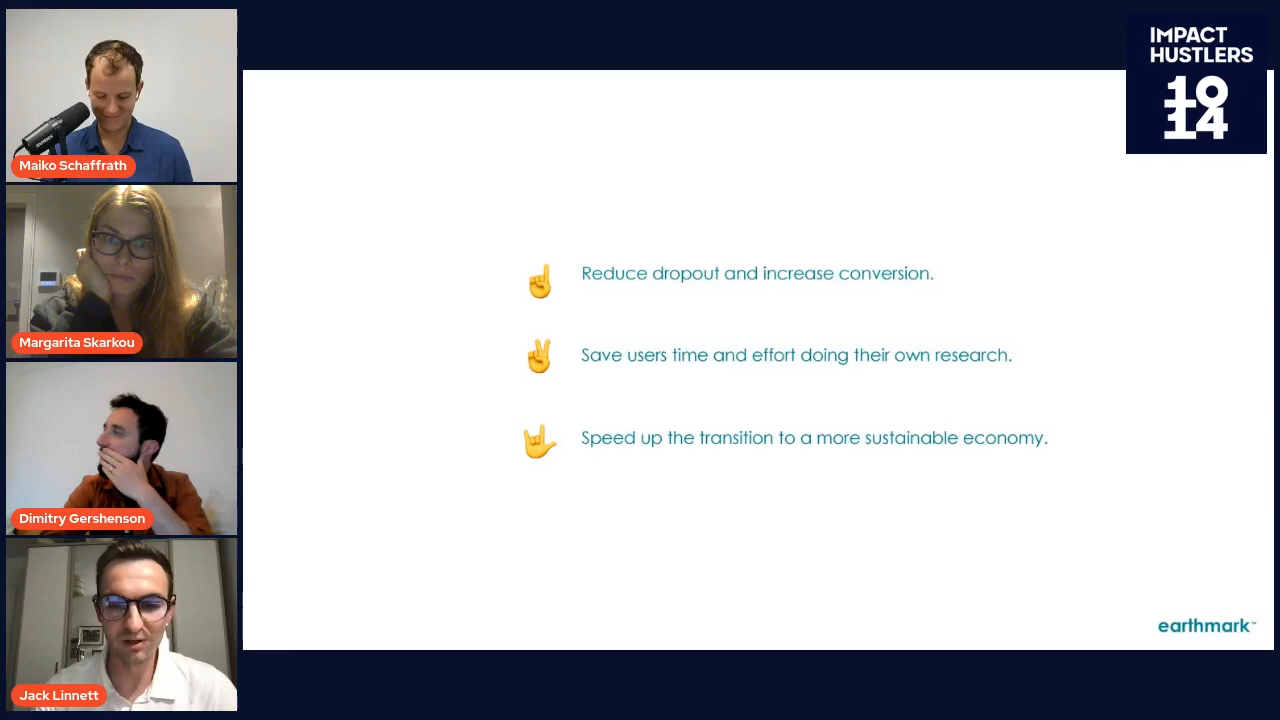 Maiko Schaffrath
Margarita Skarkou
Dimitry Gershenson
Jack Linnett
IMPACT
HUSTLERS
10
14
Reduce dropout and increase conversion.
Save users time and effort doing their own research.
Speed up the transition to a more sustainable economy.
earthmark™